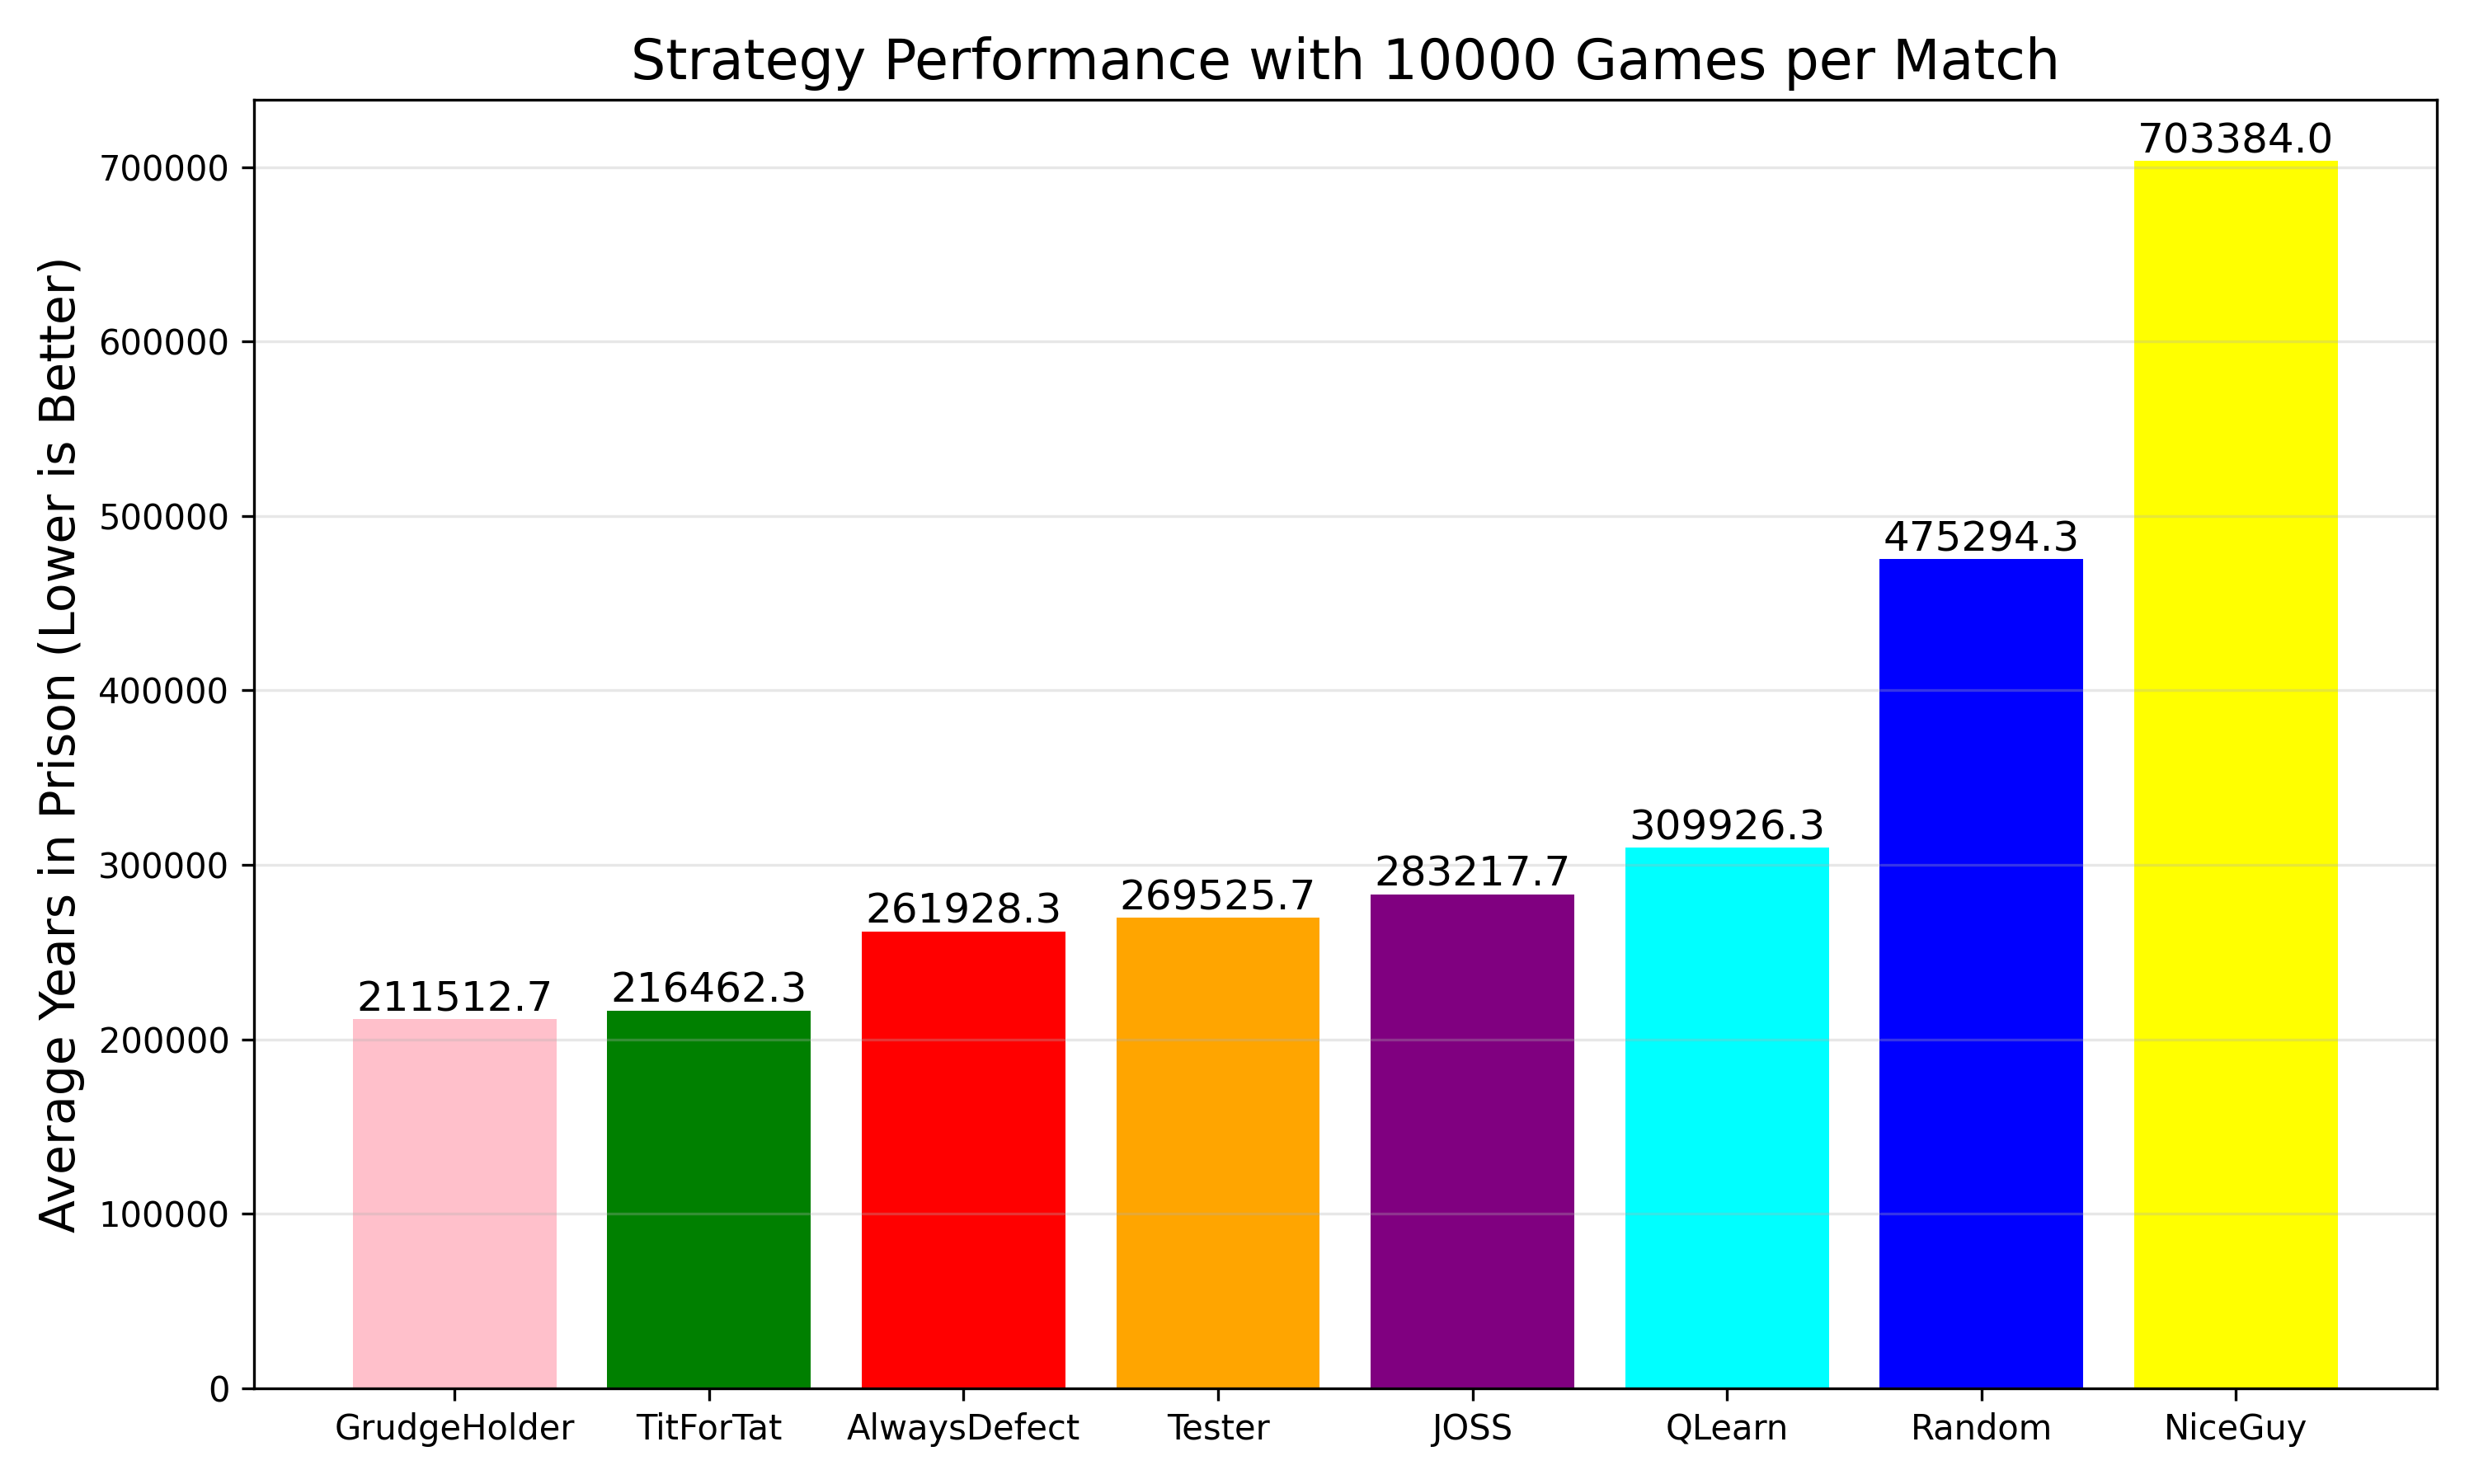 Strategy Performance with 10000 Games per Match
Average Years in Prison (Lower is Better)
700000
600000
500000
400000
300000
200000
100000
0
211512.7
216462.3
261928.3
269525.7
283217.7
309926.3
475294.3
703384.0
GrudgeHolder
TitForTat
AlwaysDefect
Tester
JOSS
QLearn
Random
NiceGuy